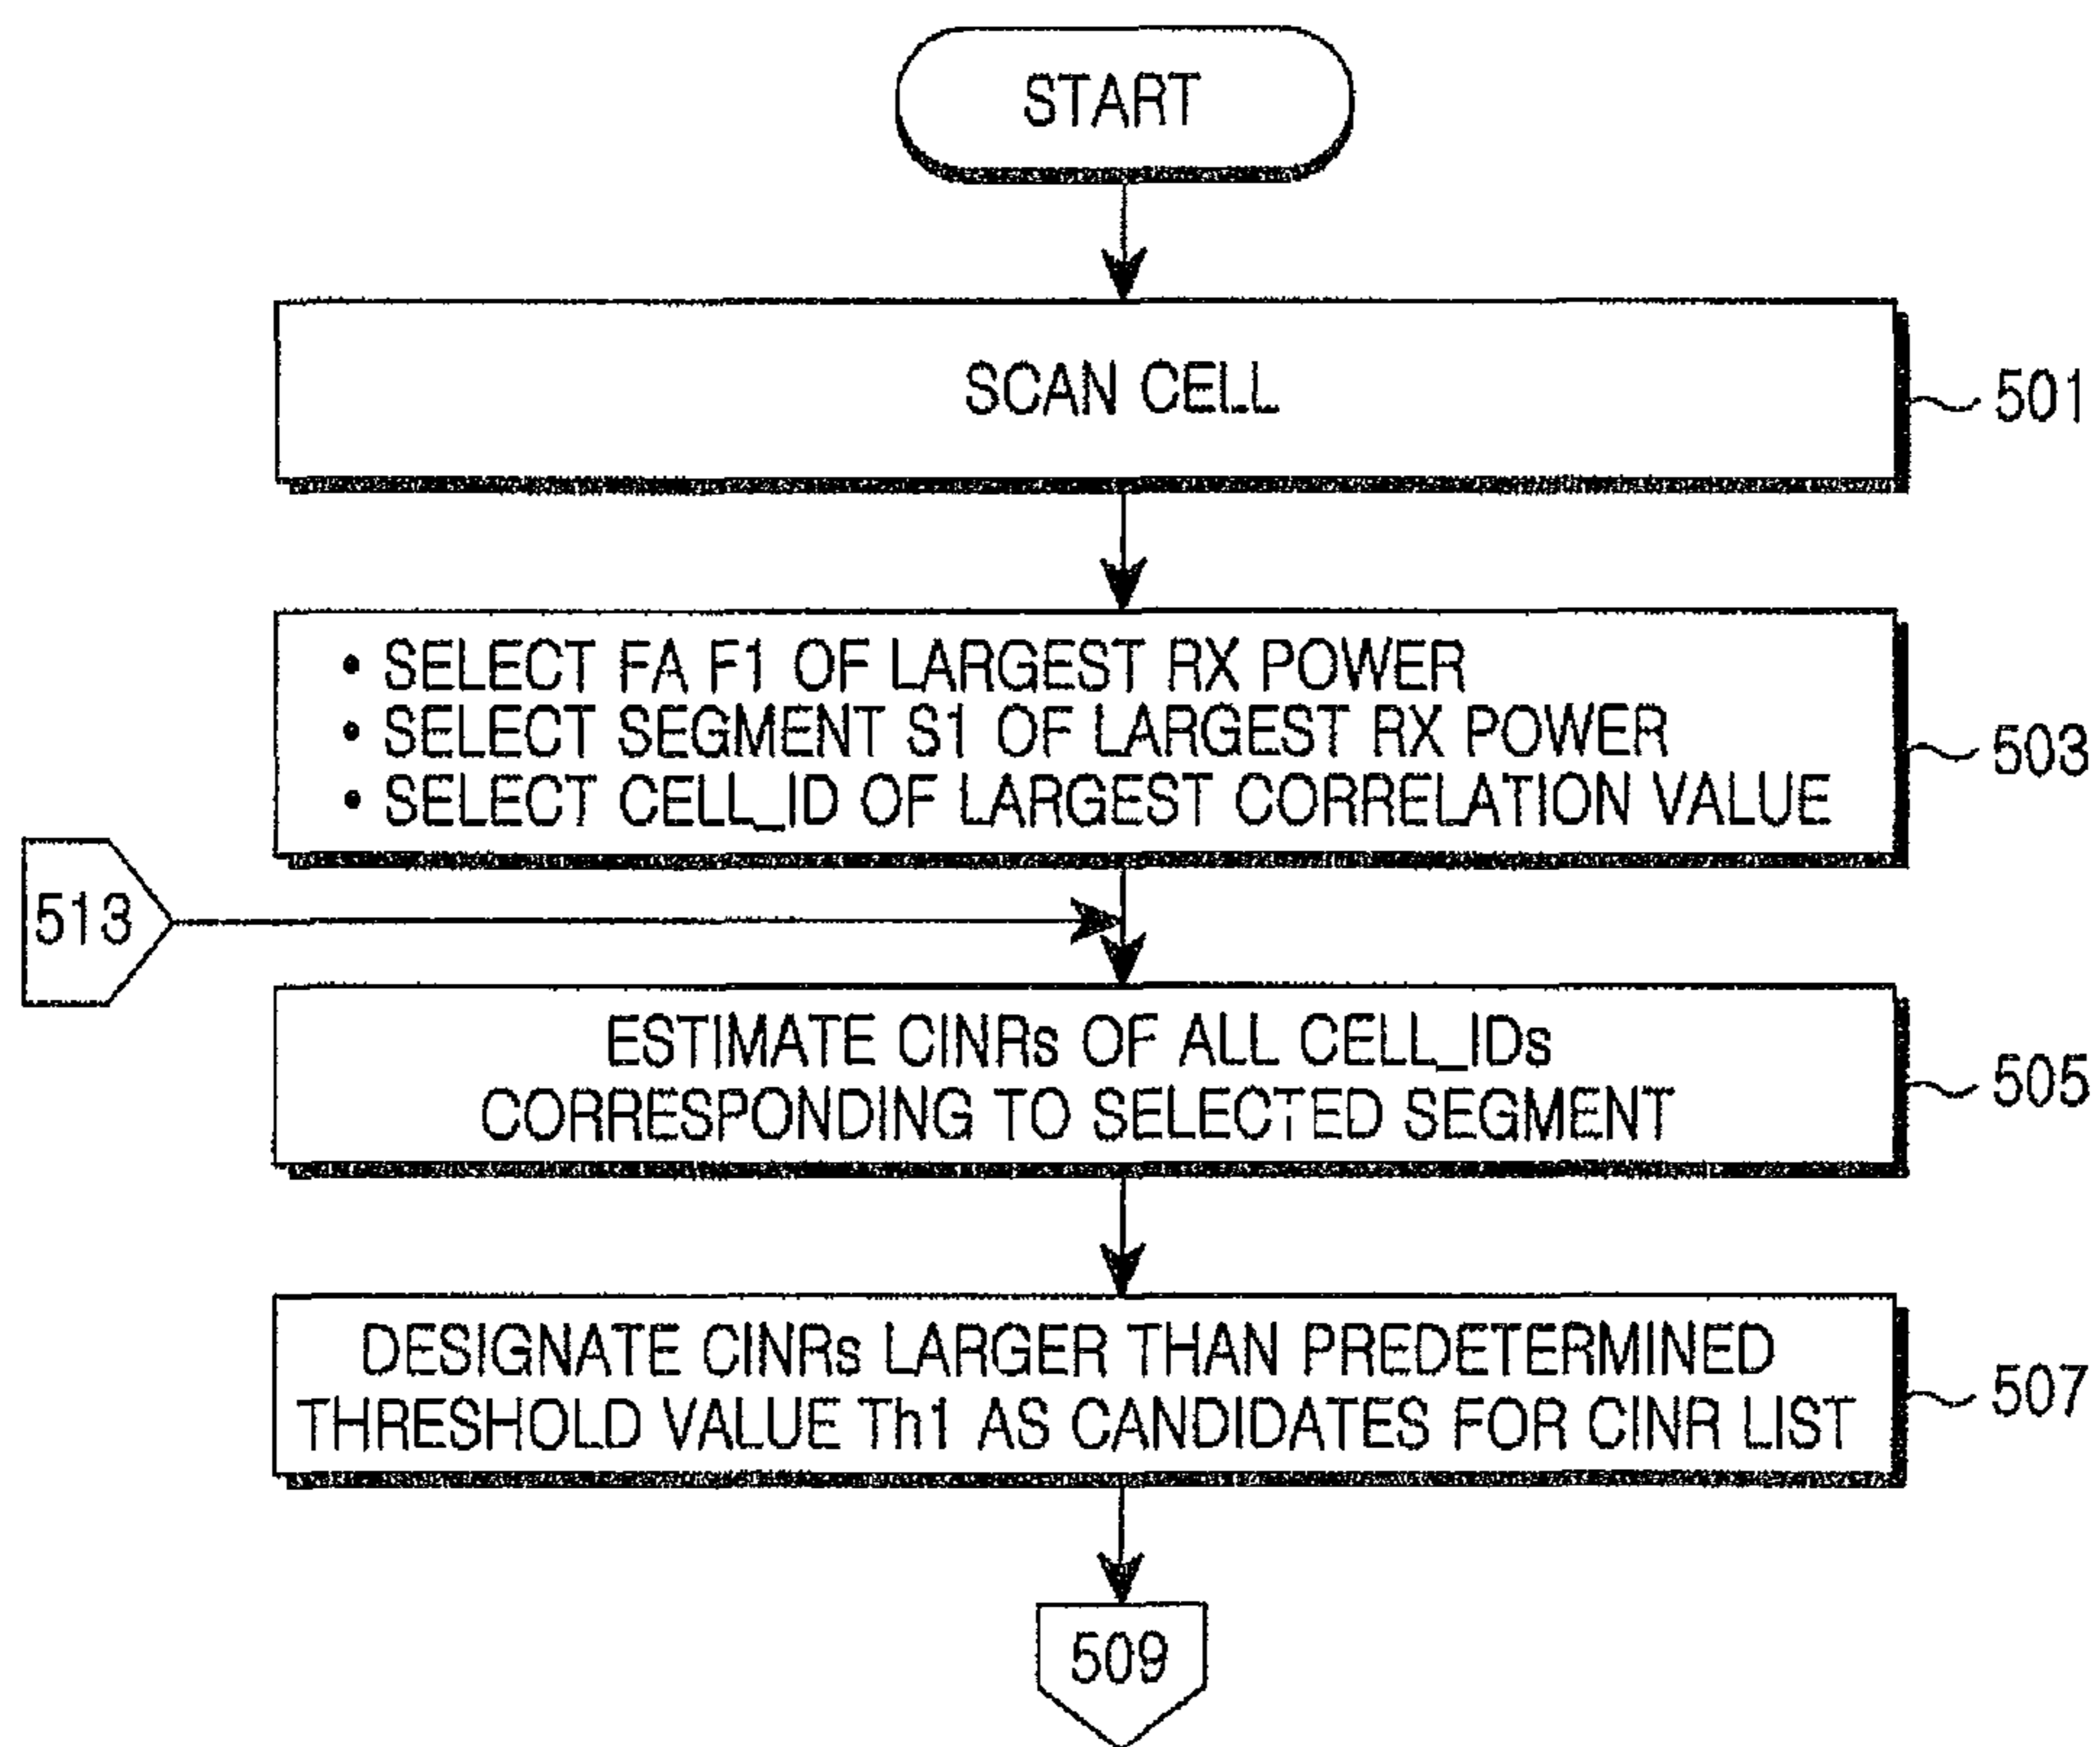 START
SCAN CELL
501
• SELECT FA F1 OF LARGEST RX POWER
• SELECT SEGMENT S1 OF LARGEST RX POWER
• SELECT CELL_ID OF LARGEST CORRELATION VALUE
503
513
ESTIMATE CINRs OF ALL CELL_IDs
CORRESPONDING TO SELECTED SEGMENT
505
DESIGNATE CINRs LARGER THAN PREDETERMINED
THRESHOLD VALUE Th1 AS CANDIDATES FOR CINR LIST
507
509